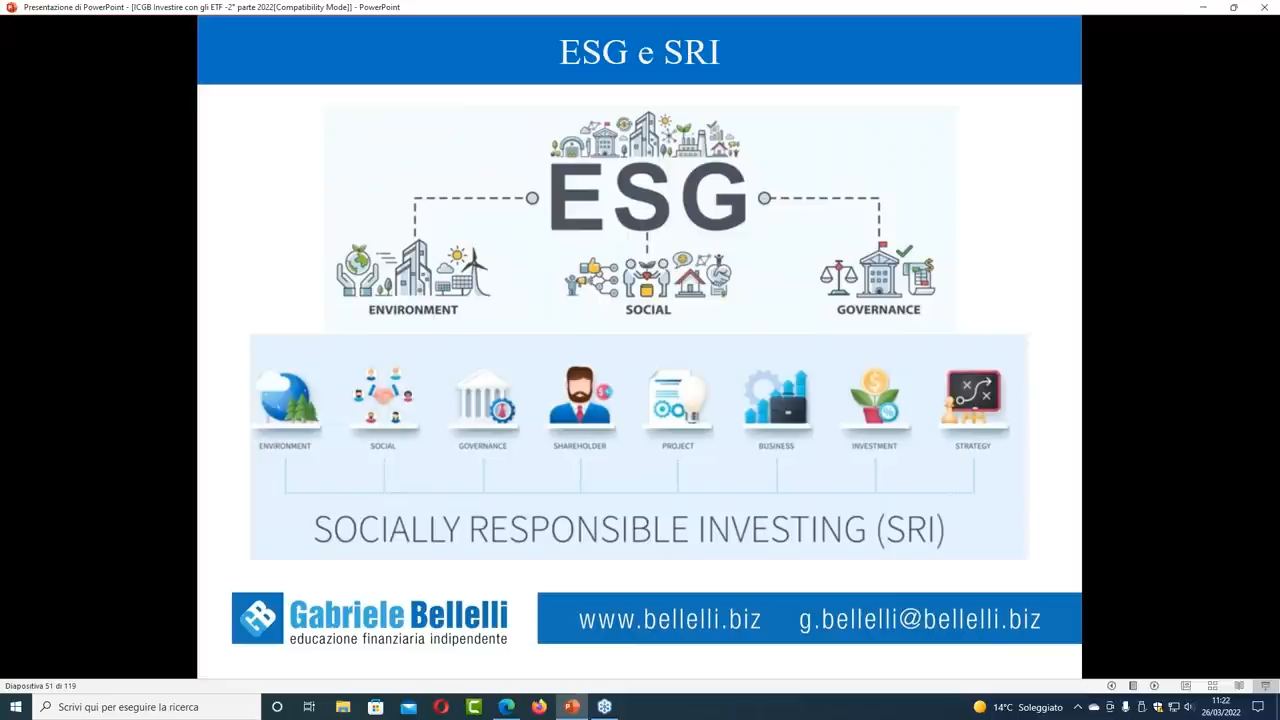 Presentazione di PowerPoint - [ICGB Investire con gli ETF -2° parte 2022[Compatibility Mode]] - PowerPoint
ESG e SRI
ESG
ENVIRONMENT
SOCIAL
GOVERNANCE
ENVIRONMENT
SOCIAL
GOVERNANCE
SHAREHOLDER
PROJECT
BUSINESS
INVESTMENT
STRATEGY
SOCIALLY RESPONSIBLE INVESTING (SRI)
Gabriele Bellelli
educazione finanziaria indipendente
www.bellelli.biz g.bellelli@bellelli.biz
Diapositiva 51 di 119
Scrivi qui per eseguire la ricerca
14°C Soleggiato
11:22
26/03/2022